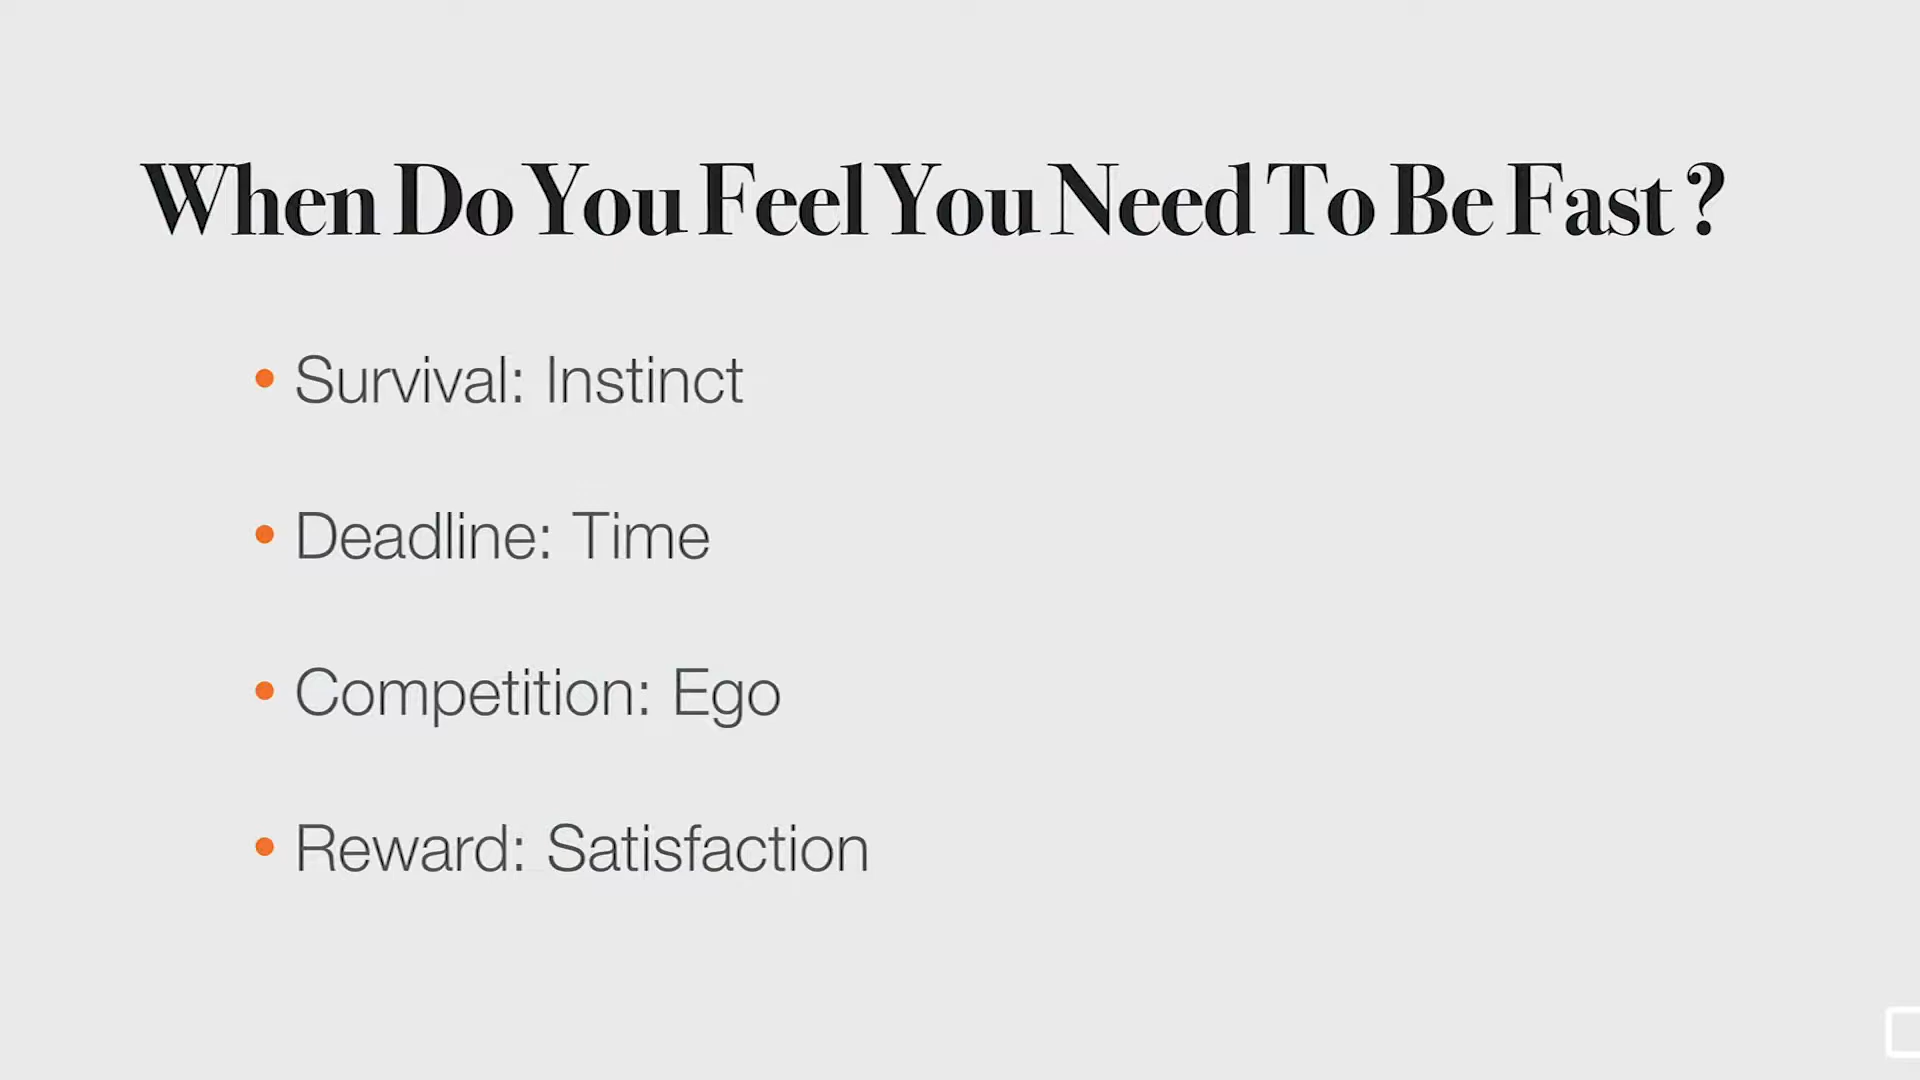 When Do You Feel You Need To Be Fast ?
• Survival: Instinct
• Deadline: Time
• Competition: Ego
• Reward: Satisfaction